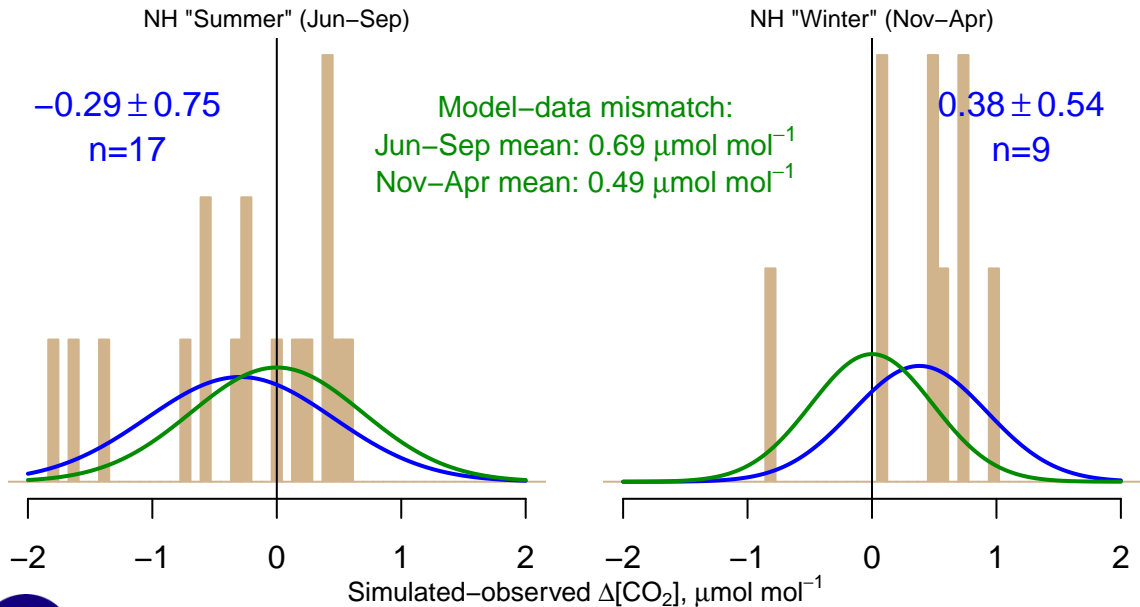 NH "Summer" (Jun−Sep)
NH "Winter" (Nov−Apr)
−0.29 ± 0.75
n=17
Model−data mismatch:
Jun−Sep mean: 0.69 μmol mol⁻¹
Nov−Apr mean: 0.49 μmol mol⁻¹
0.38 ± 0.54
n=9
−2 −1 0 1 2
−2 −1 0 1 2
Simulated−observed Δ[CO₂], μmol mol⁻¹